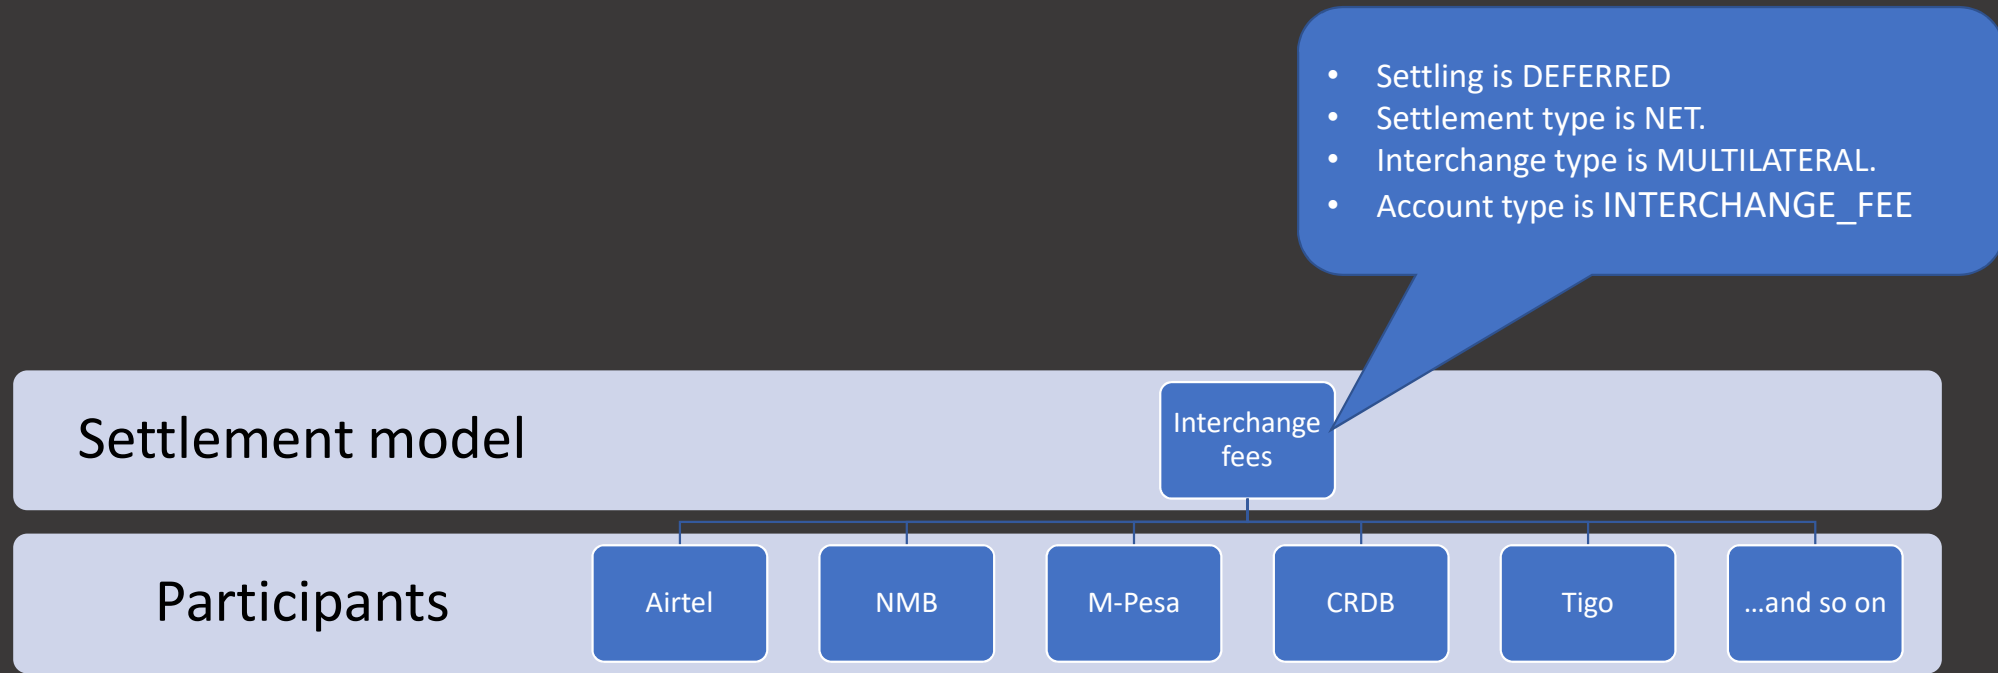 • Settling is DEFERRED
• Settlement type is NET.
• Interchange type is MULTILATERAL.
• Account type is INTERCHANGE_FEE
Settlement model
Interchange
fees
Participants
Airtel
NMB
M-Pesa
CRDB
Tigo
...and so on